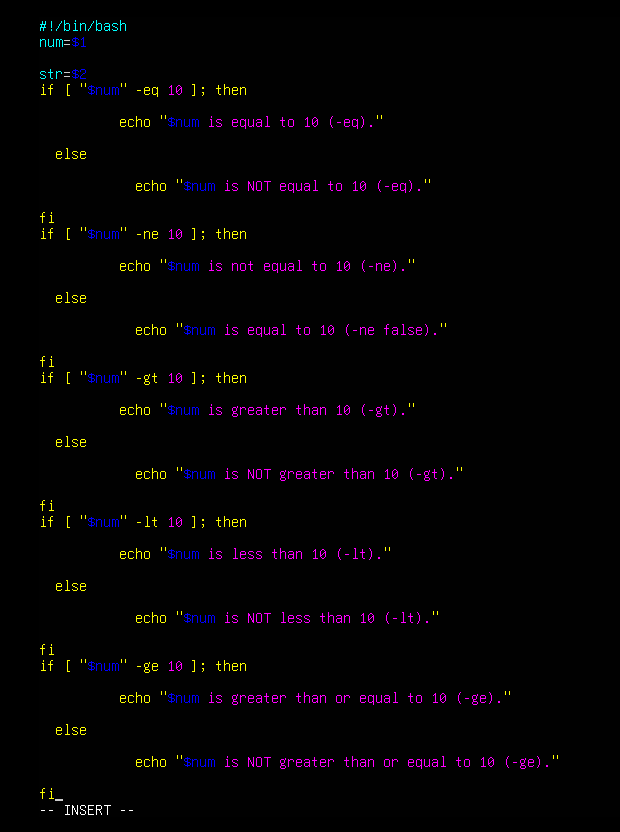 #!/bin/bash
num=$1
str=$2
if [ "$num" -eq 10 ]; then
echo "$num is equal to 10 (-eq)."
else
echo "$num is NOT equal to 10 (-eq)."
fi
if [ "$num" -ne 10 ]; then
echo "$num is not equal to 10 (-ne)."
else
echo "$num is equal to 10 (-ne false)."
fi
if [ "$num" -gt 10 ]; then
echo "$num is greater than 10 (-gt)."
else
echo "$num is NOT greater than 10 (-gt)."
fi
if [ "$num" -lt 10 ]; then
echo "$num is less than 10 (-lt)."
else
echo "$num is NOT less than 10 (-lt)."
fi
if [ "$num" -ge 10 ]; then
echo "$num is greater than or equal to 10 (-ge)."
else
echo "$num is NOT greater than or equal to 10 (-ge)."
fi
-- INSERT --